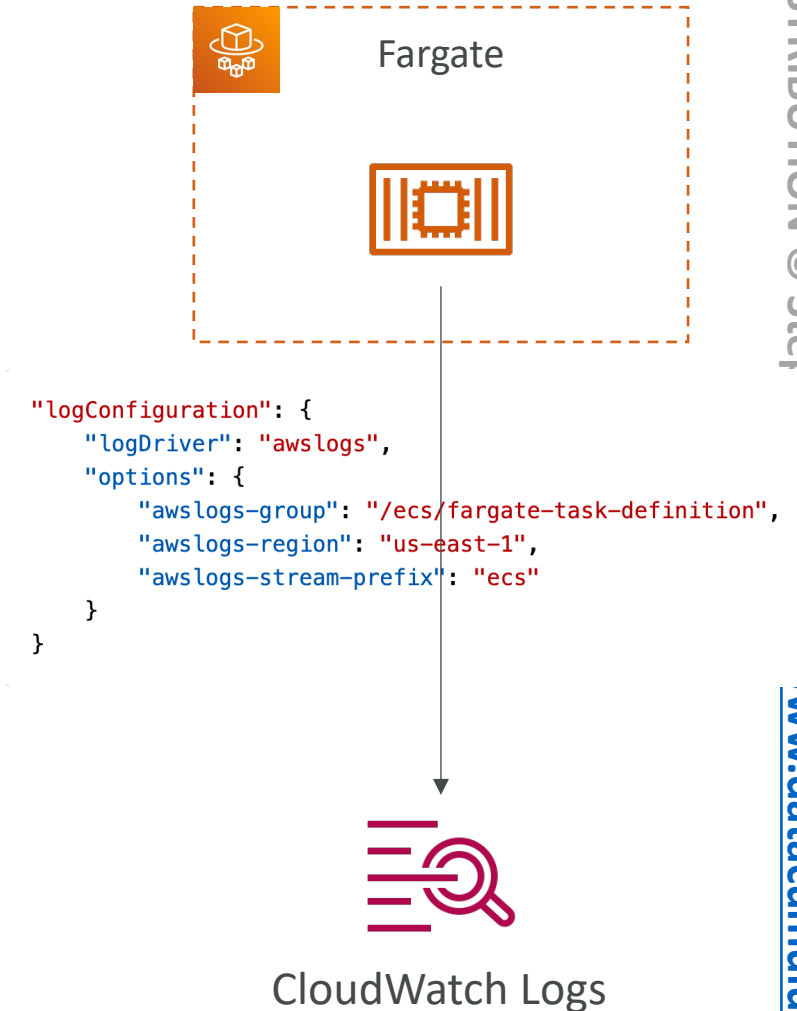 Fargate
"logConfiguration": {
"logDriver": "awslogs",
"options": {
"awslogs-group": "/ecs/fargate-task-definition",
"awslogs-region": "us-east-1",
"awslogs-stream-prefix": "ecs"
}
}
CloudWatch Logs